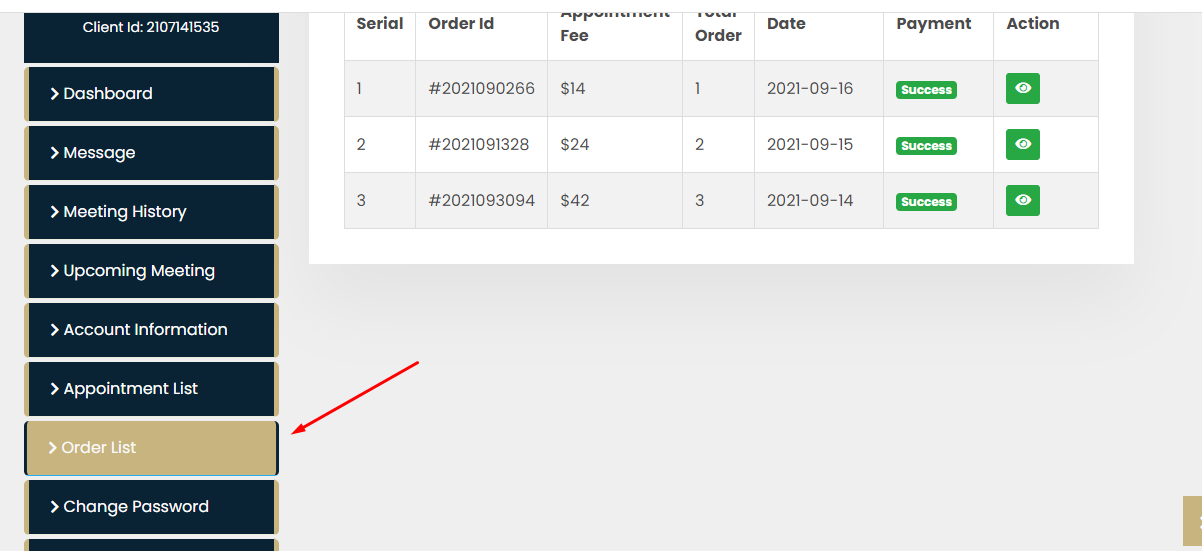 Client Id: 2107141535
Dashboard
Message
Meeting History
Upcoming Meeting
Account Information
Appointment List
Order List
Change Password
Serial Order Id Appointment Fee Total Order Date Payment Action
1 #2021090266 $14 1 2021-09-16 Success
2 #2021091328 $24 2 2021-09-15 Success
3 #2021093094 $42 3 2021-09-14 Success